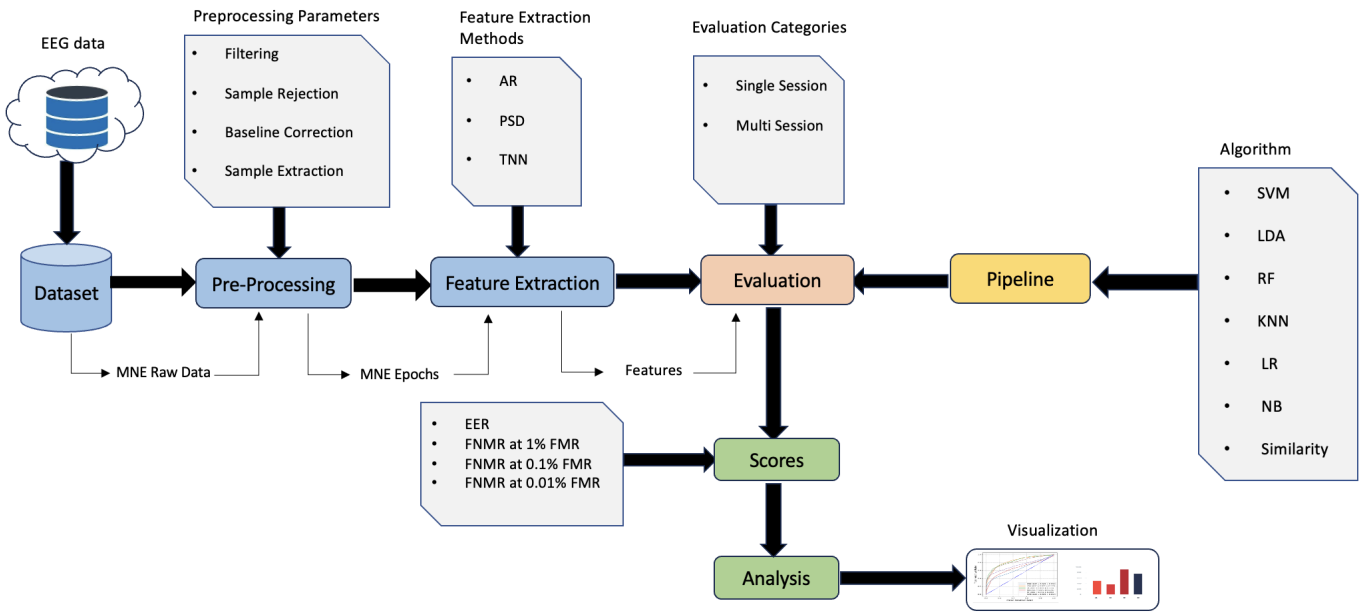 Preprocessing Parameters
Feature Extraction
Methods
Evaluation Categories
EEG data
• Filtering
• Sample Rejection
• Baseline Correction
• Sample Extraction
• AR
• PSD
• TNN
• Single Session
• Multi Session
Algorithm
• SVM
• LDA
• RF
• KNN
• LR
• NB
• Similarity
Dataset
Pre-Processing
Feature Extraction
Evaluation
Pipeline
MNE Raw Data
MNE Epochs
Features
• EER
• FNMR at 1% FMR
• FNMR at 0.1% FMR
• FNMR at 0.01% FMR
Scores
Analysis
Visualization